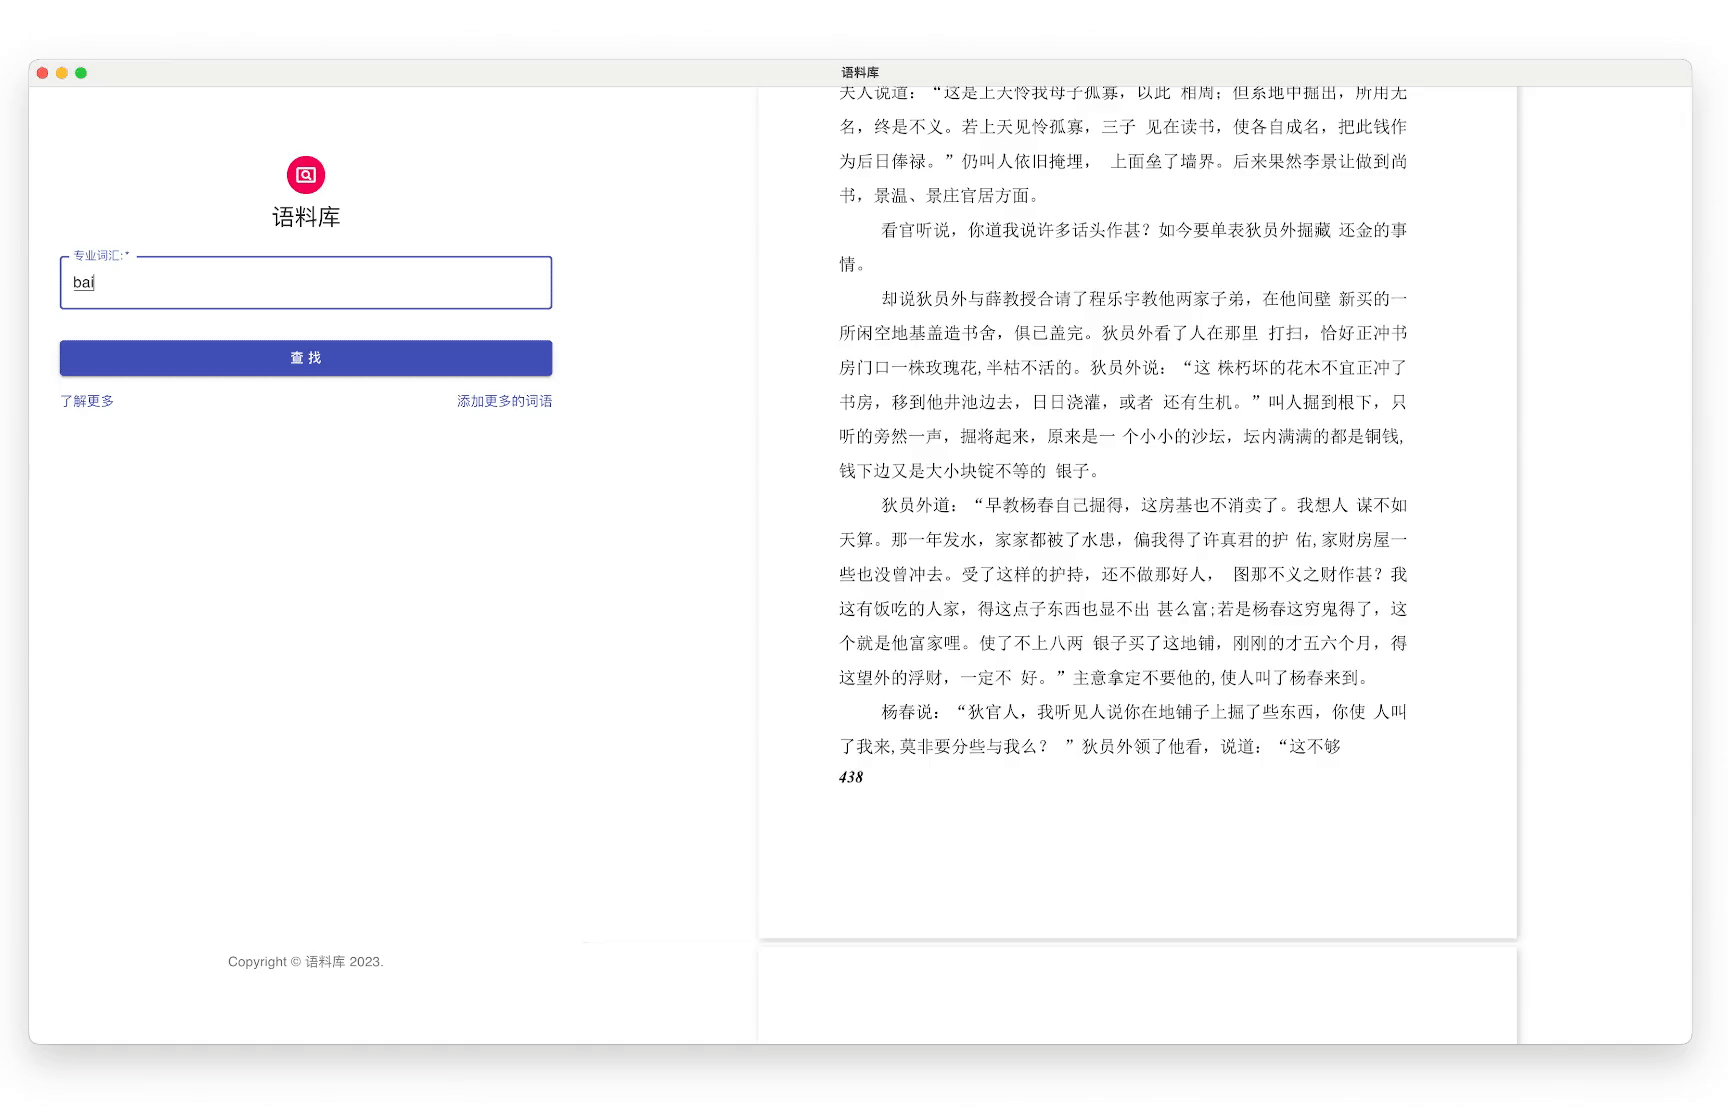 语料库
语料库
专业词汇:*
bai
查 找
了解更多
添加更多的词语
Copyright © 语料库 2023.
夫人说道：“这是上天怜我母子孤寡，以此 相周；但系地中掘出，所用无
名，终是不义。若上天见怜孤寡，三子 见在读书，使各自成名，把此钱作
为后日俸禄。”仍叫人依旧掩埋， 上面垒了墙界。后来果然李景让做到尚
书，景温、景庄官居方面。
看官听说，你道我说许多话头作甚？如今要单表狄员外掘藏 还金的事
情。
却说狄员外与薛教授合请了程乐宇教他两家子弟，在他间壁 新买的一
所闲空地基盖造书舍，俱已盖完。狄员外看了人在那里 打扫，恰好正冲书
房门口一株玫瑰花,半枯不活的。狄员外说：“这 株朽坏的花木不宜正冲了
书房，移到他井池边去，日日浇灌，或者 还有生机。”叫人掘到根下，只
听的旁然一声，掘将起来，原来是一 个小小的沙坛，坛内满满的都是铜钱,
钱下边又是大小块锭不等的 银子。
狄员外道：“早教杨春自己掘得，这房基也不消卖了。我想人 谋不如
天算。那一年发水，家家都被了水患，偏我得了许真君的护 佑,家财房屋一
些也没曾冲去。受了这样的护持，还不做那好人， 图那不义之财作甚？我
这有饭吃的人家，得这点子东西也显不出 甚么富;若是杨春这穷鬼得了，这
个就是他富家哩。使了不上八两 银子买了这地铺，刚刚的才五六个月，得
这望外的浮财，一定不 好。”主意拿定不要他的,使人叫了杨春来到。
杨春说：“狄官人，我听见人说你在地铺子上掘了些东西，你使 人叫
了我来,莫非要分些与我么？ ”狄员外领了他看，说道：“这不够
438